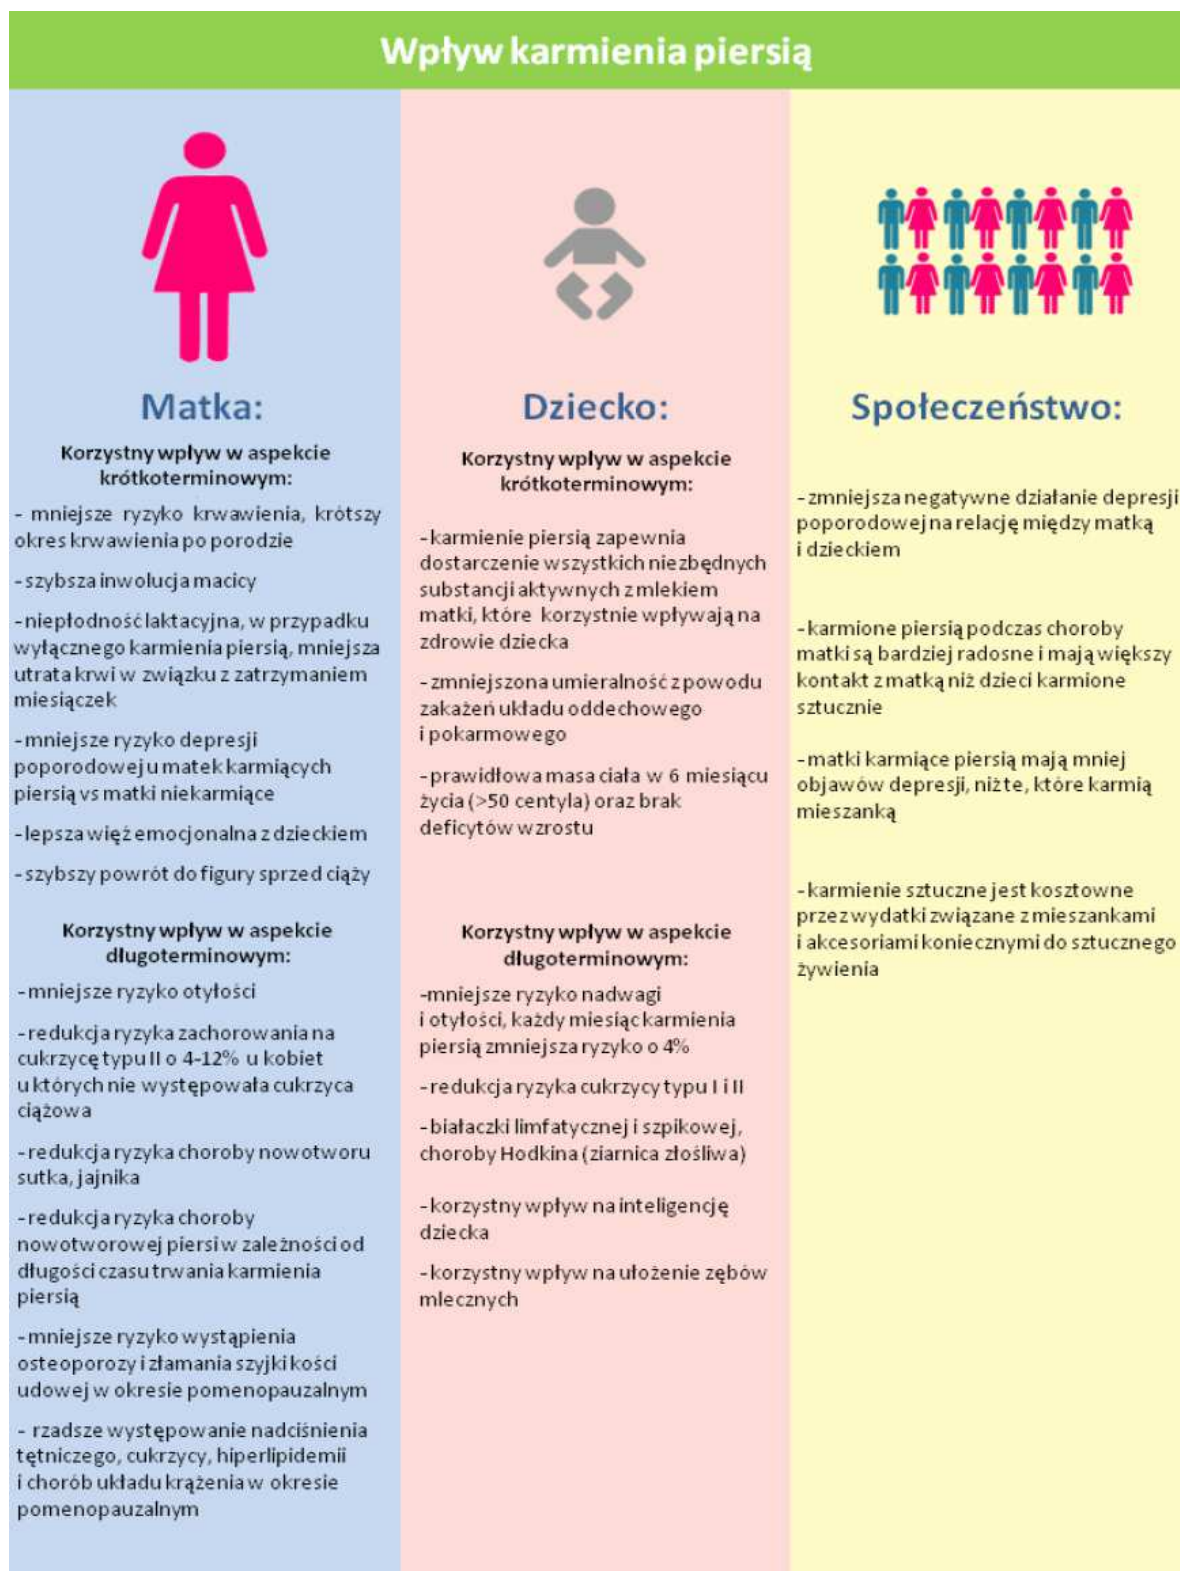 Wpływ karmienia piersią
Matka:
Korzystny wpływ w aspekcie
krótkoterminowym:
- mniejsze ryzyko krwawienia, krótszy
okres krwawienia po porodzie
- szybsza inwolucja macicy
- niepłodność laktacyjna, w przypadku
wyłącznego karmienia piersią, mniejsza
utrata krwi w związku z zatrzymaniem
miesiączek
- mniejsze ryzyko depresji
poporodowej u matek karmiących
piersią vs matki niekarmiące
- lepsza więź emocjonalna z dzieckiem
- szybszy powrót do figury sprzed ciąży
Korzystny wpływ w aspekcie
długoterminowym:
- mniejsze ryzyko otyłości
- redukcja ryzyka zachorowania na
cukrzycę typu II o 4-12% u kobiet
u których nie występowała cukrzyca
ciążowa
- redukcja ryzyka choroby nowotworu
sutka, jajnika
- redukcja ryzyka choroby
nowotworowej piersi w zależności od
długości czasu trwania karmienia
piersią
- mniejsze ryzyko wystąpienia
osteoporozy i złamania szyjki kości
udowej w okresie pomenopauzalnym
- rzadsze występowanie nadciśnienia
tętniczego, cukrzycy, hiperlipidemii
i chorób układu krążenia w okresie
pomenopauzalnym
Dziecko:
Korzystny wpływ w aspekcie
krótkoterminowym:
- karmienie piersią zapewnia
dostarczenie wszystkich niezbędnych
substancji aktywnych z mlekiem
matki, które korzystnie wpływają na
zdrowie dziecka
- zmniejszona umieralność z powodu
zakażeń układu oddechowego
i pokarmowego
- prawidłowa masa ciała w 6 miesiącu
życia (>50 centyla) oraz brak
deficytów wzrostu
Korzystny wpływ w aspekcie
długoterminowym:
-mniejsze ryzyko nadwagi
i otyłości, każdy miesiąc karmienia
piersią zmniejsza ryzyko o 4%
- redukcja ryzyka cukrzycy typu I i II
- białaczki limfatycznej i szpikowej,
choroby Hodkina (ziarnica złośliwa)
- korzystny wpływ na inteligencję
dziecka
- korzystny wpływ na ułożenie zębów
mlecznych
Społeczeństwo:
- zmniejsza negatywne działanie depresji
poporodowej na relację między matką
i dzieckiem
- karmione piersią podczas choroby
matki są bardziej radosne i mają większy
kontakt z matką niż dzieci karmione
sztucznie
- matki karmiące piersią mają mniej
objawów depresji, niż te, które karmią
mieszanką
- karmienie sztuczne jest kosztowne
przez wydatki związane z mieszankami
i akcesoriami koniecznymi do sztucznego
żywienia